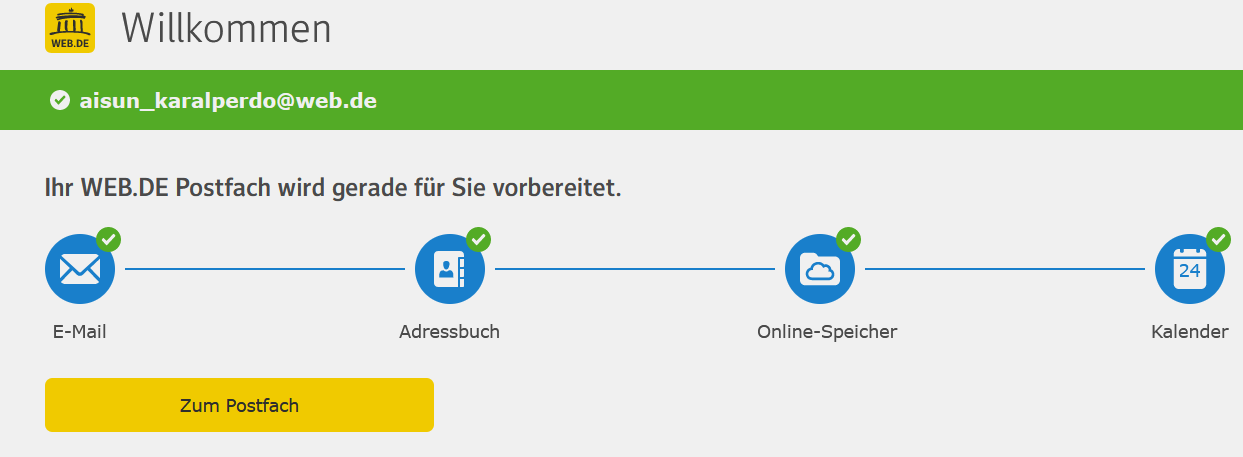 WEB.DE
Willkommen
aisun_karalperdo@web.de
Ihr WEB.DE Postfach wird gerade für Sie vorbereitet.
24
E-Mail
Adressbuch
Online-Speicher
Kalender
Zum Postfach